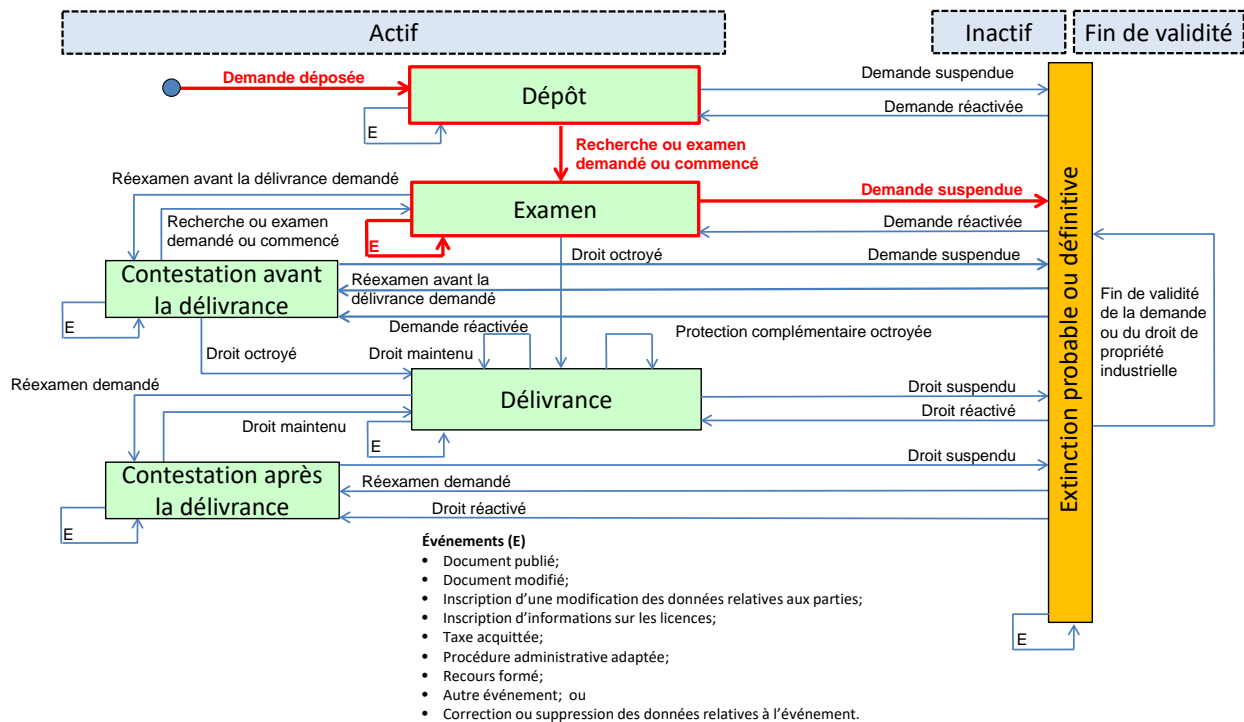 Actif
Inactif
Fin de validité
Demande déposée
Dépôt
Demande suspendue
Demande réactivée
E
Recherche ou examen
demandé ou commencé
Réexamen avant la délivrance demandé
Examen
Demande suspendue
Recherche ou examen
demandé ou commencé
E
Demande réactivée
Droit octroyé
Demande suspendue
Contestation avant
la délivrance
Réexamen avant la
délivrance demandé
E
Demande réactivée
Protection complémentaire octroyée
Droit octroyé
Droit maintenu
Fin de validité
de la demande
ou du droit de
propriété
industrielle
Extinction probable ou définitive
Réexamen demandé
Délivrance
Droit suspendu
Droit réactivé
Droit maintenu
E
Droit suspendu
Contestation après
la délivrance
Réexamen demandé
Droit réactivé
E
Événements (E)
• Document publié;
• Document modifié;
• Inscription d’une modification des données relatives aux parties;
• Inscription d’informations sur les licences;
• Taxe acquittée;
• Procédure administrative adaptée;
• Recours formé;
• Autre événement; ou
• Correction ou suppression des données relatives à l’événement.
E